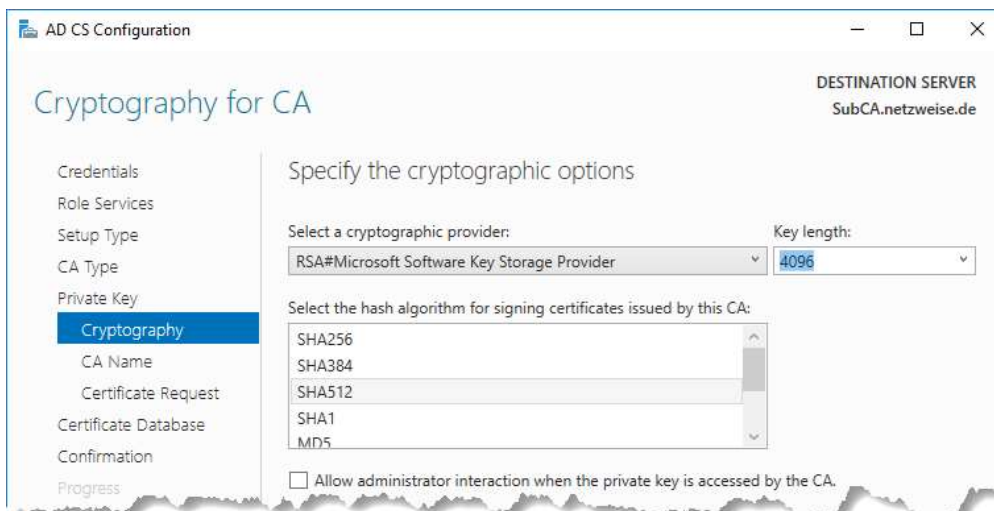 AD CS Configuration
DESTINATION SERVER
SubCA.netzweise.de
Cryptography for CA
Credentials
Role Services
Setup Type
CA Type
Private Key
Cryptography
CA Name
Certificate Request
Certificate Database
Confirmation
Progress
Specify the cryptographic options
Select a cryptographic provider:
Key length:
RSA#Microsoft Software Key Storage Provider
4096
Select the hash algorithm for signing certificates issued by this CA:
SHA256
SHA384
SHA512
SHA1
MD5
Allow administrator interaction when the private key is accessed by the CA.